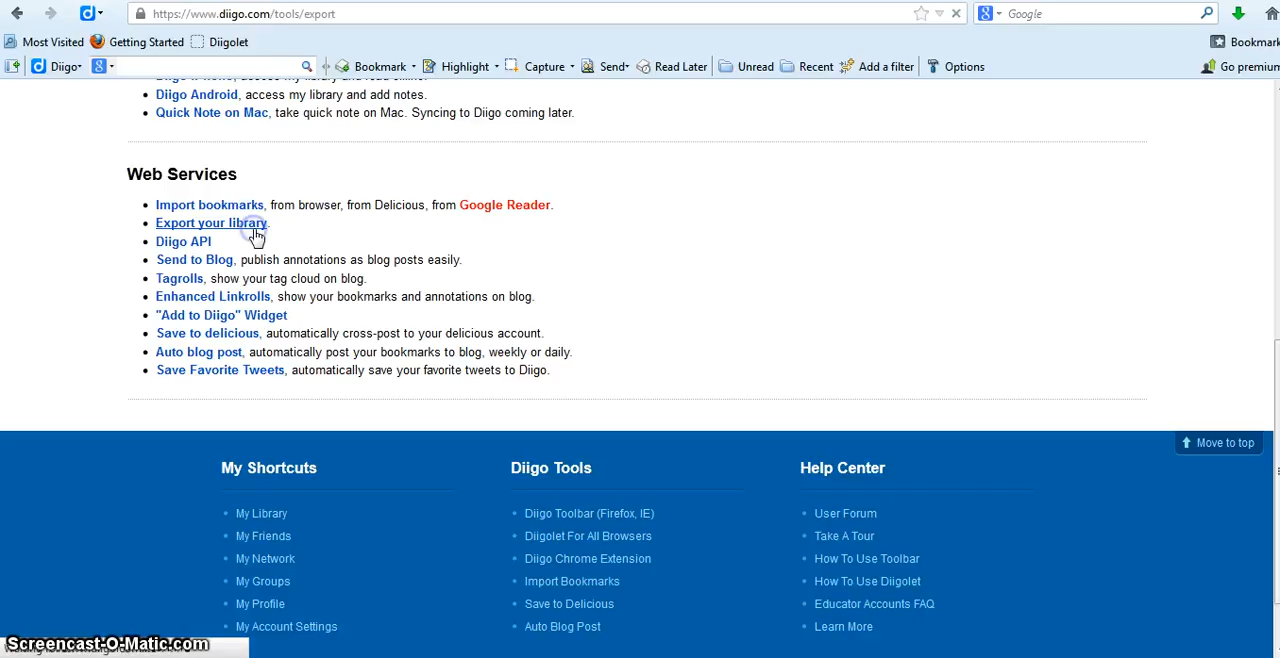 https://www.diigo.com/tools/export
Google
Most Visited Getting Started Diigolet
Bookmark
Diigo Bookmark Highlight Capture Send Read Later Unread Recent Add a filter Options
Go premium
Diigo Android, access my library and add notes.
Quick Note on Mac, take quick note on Mac. Syncing to Diigo coming later.
Web Services
Import bookmarks, from browser, from Delicious, from Google Reader.
Export your library.
Diigo API
Send to Blog, publish annotations as blog posts easily.
Tagrolls, show your tag cloud on blog.
Enhanced Linkrolls, show your bookmarks and annotations on blog.
"Add to Diigo" Widget
Save to delicious, automatically cross-post to your delicious account.
Auto blog post, automatically post your bookmarks to blog, weekly or daily.
Save Favorite Tweets, automatically save your favorite tweets to Diigo.
Move to top
My Shortcuts
My Library
My Friends
My Network
My Groups
My Profile
My Account Settings
Diigo Tools
Diigo Toolbar (Firefox, IE)
Diigolet For All Browsers
Diigo Chrome Extension
Import Bookmarks
Save to Delicious
Auto Blog Post
Help Center
User Forum
Take A Tour
How To Use Toolbar
How To Use Diigolet
Educator Accounts FAQ
Learn More
Screencast-O-Matic.com